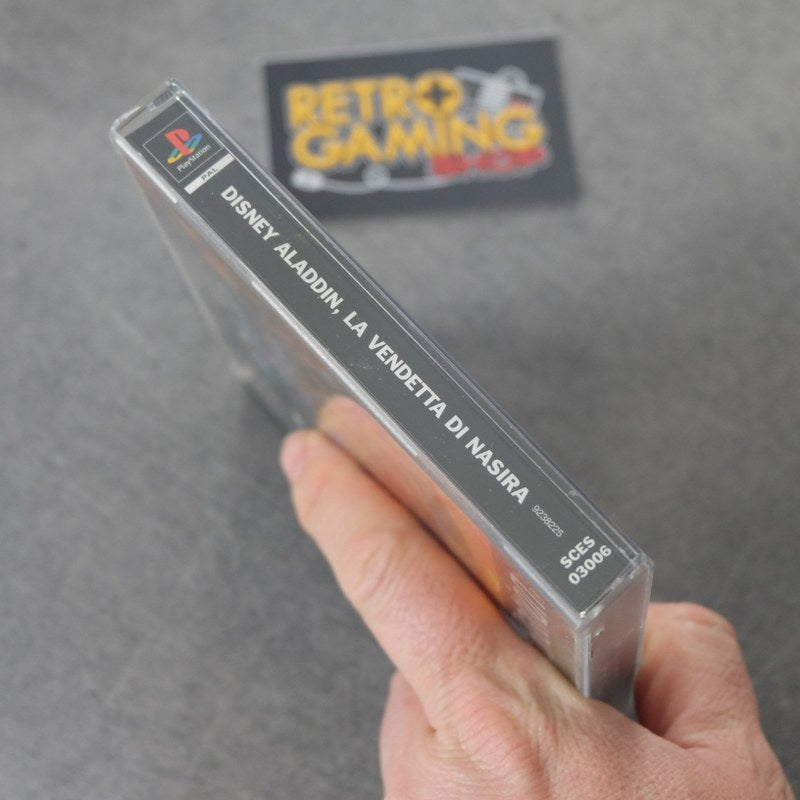 RETRO
GAMING
SHOP
PlayStation
PAL
DISNEY ALADDIN, LA VENDETTA DI NASIRA
9238225
SCES
03006